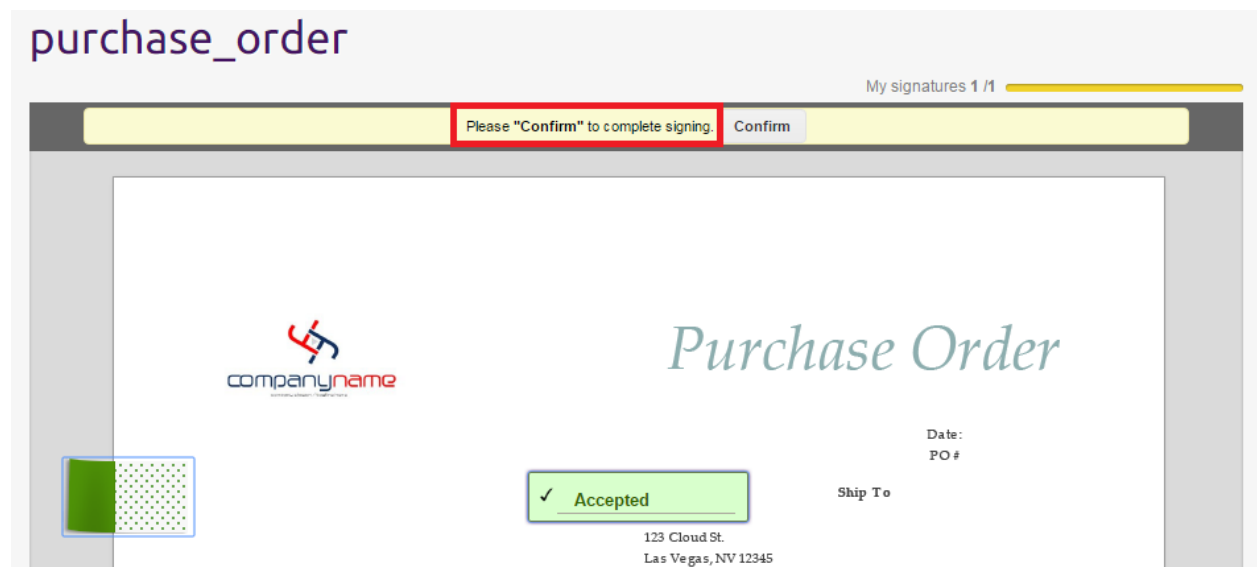 purchase_order
My signatures 1 /1
Please "Confirm" to complete signing. Confirm
Purchase Order
companyname
Date:
PO #
✓ Accepted
Ship To
123 Cloud St.
Las Vegas, NV 12345